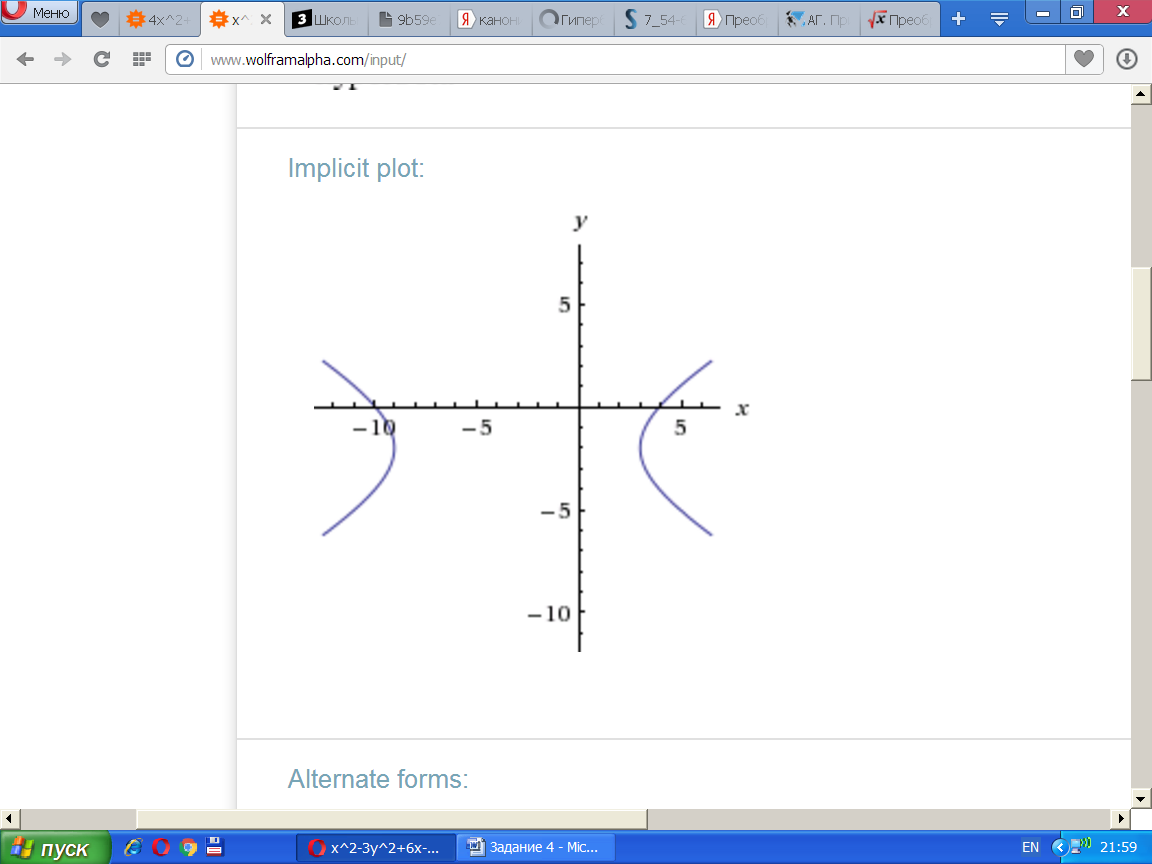 Меню
4x^2+
x^
З Школь
9b59e
Я канон
Гипер
7_54-
Я Преоб
АГ. Пр
Преоб
www.wolframalpha.com/input/
Implicit plot:
y
5
x
−10
−5
5
−5
−10
Alternate forms:
пуск
x^2-3y^2+6x-...
Задание 4 - Mic...
EN
21:59